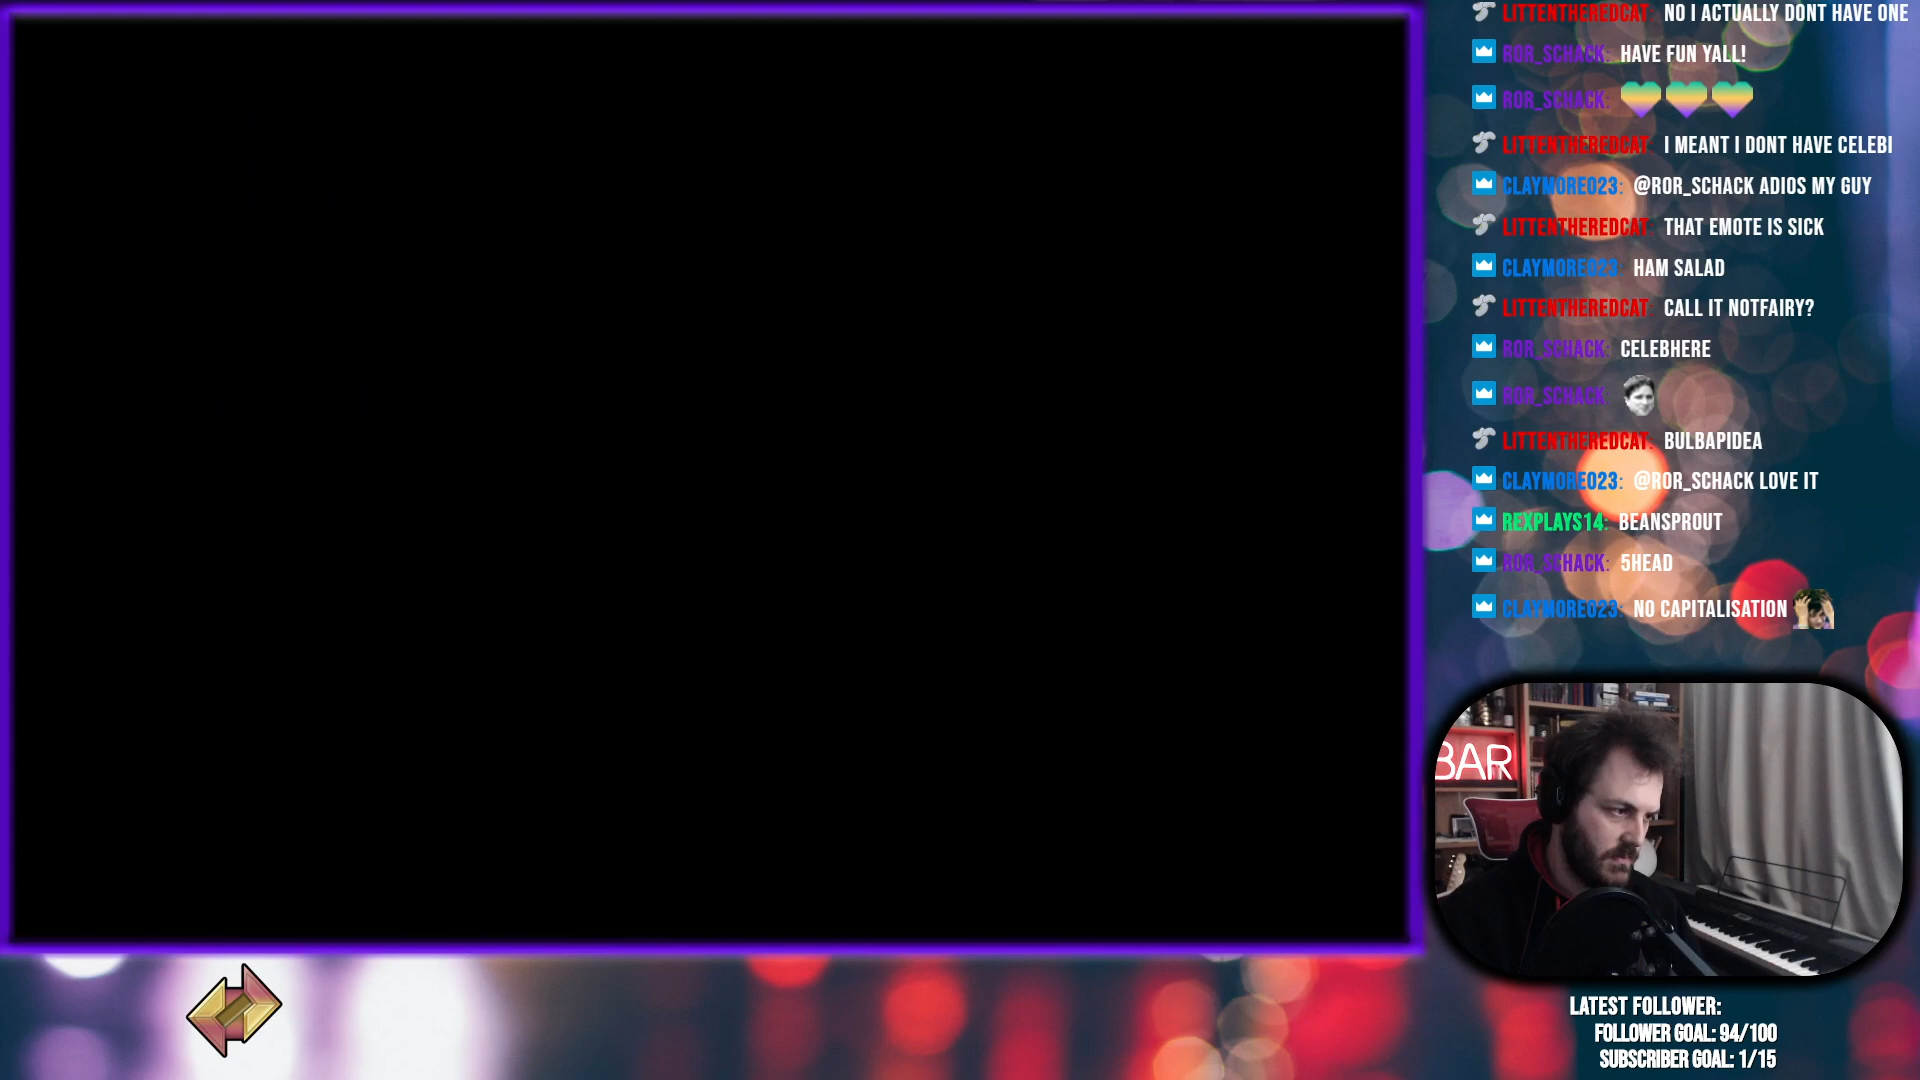 LITTENTHEREDCAT: NO I ACTUALLY DONT HAVE ONE
ROR_SCHACK: HAVE FUN YALL!
ROR_SCHACK:
LITTENTHEREDCAT: I MEANT I DONT HAVE CELEBI
CLAYMORE023: @ROR_SCHACK ADIOS MY GUY
LITTENTHEREDCAT: THAT EMOTE IS SICK
CLAYMORE023: HAM SALAD
LITTENTHEREDCAT: CALL IT NOTFAIRY?
ROR_SCHACK: CELEBHERE
ROR_SCHACK:
LITTENTHEREDCAT: BULBAPIDEA
CLAYMORE023: @ROR_SCHACK LOVE IT
REXPLAYS14: BEANSPROUT
ROR_SCHACK: 5HEAD
CLAYMORE023: NO CAPITALISATION
BAR
LATEST FOLLOWER:
FOLLOWER GOAL: 94/100
SUBSCRIBER GOAL: 1/15